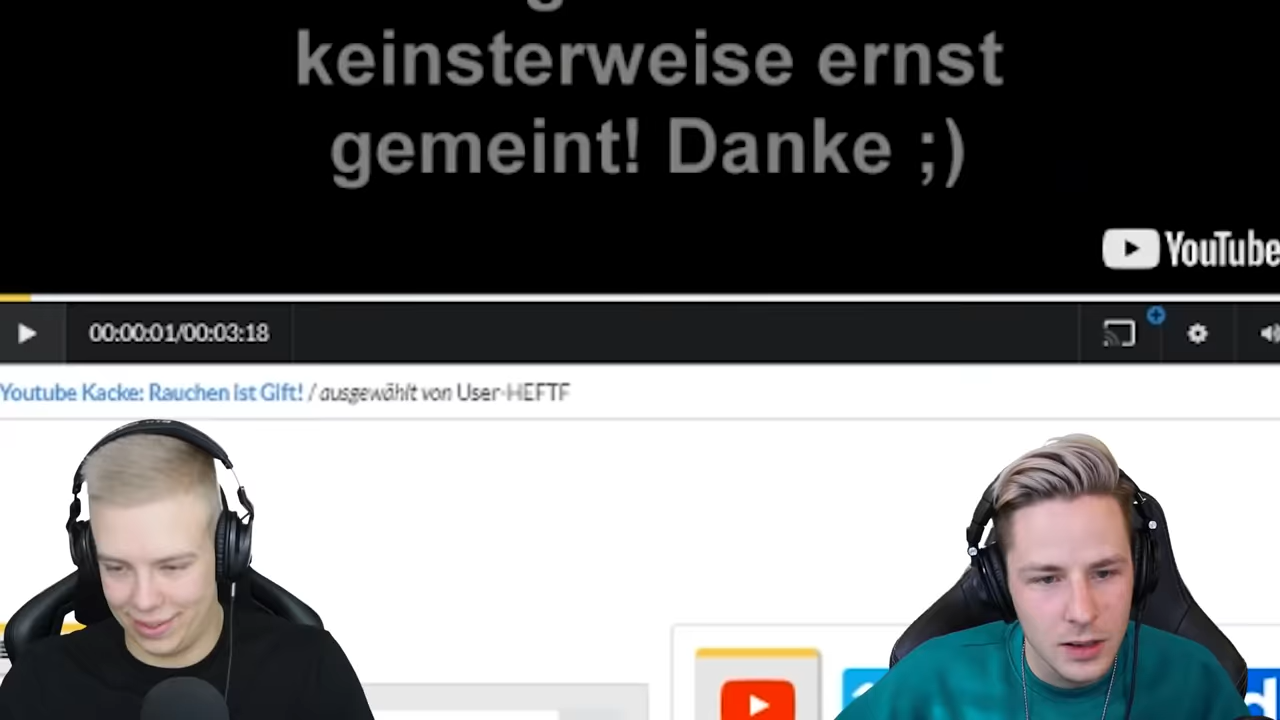 keinsterweise ernst
gemeint! Danke ;)
YouTube
00:00:01/00:03:18
Youtube Kacke: Rauchen ist Gift! / ausgewählt von User-HEFTF